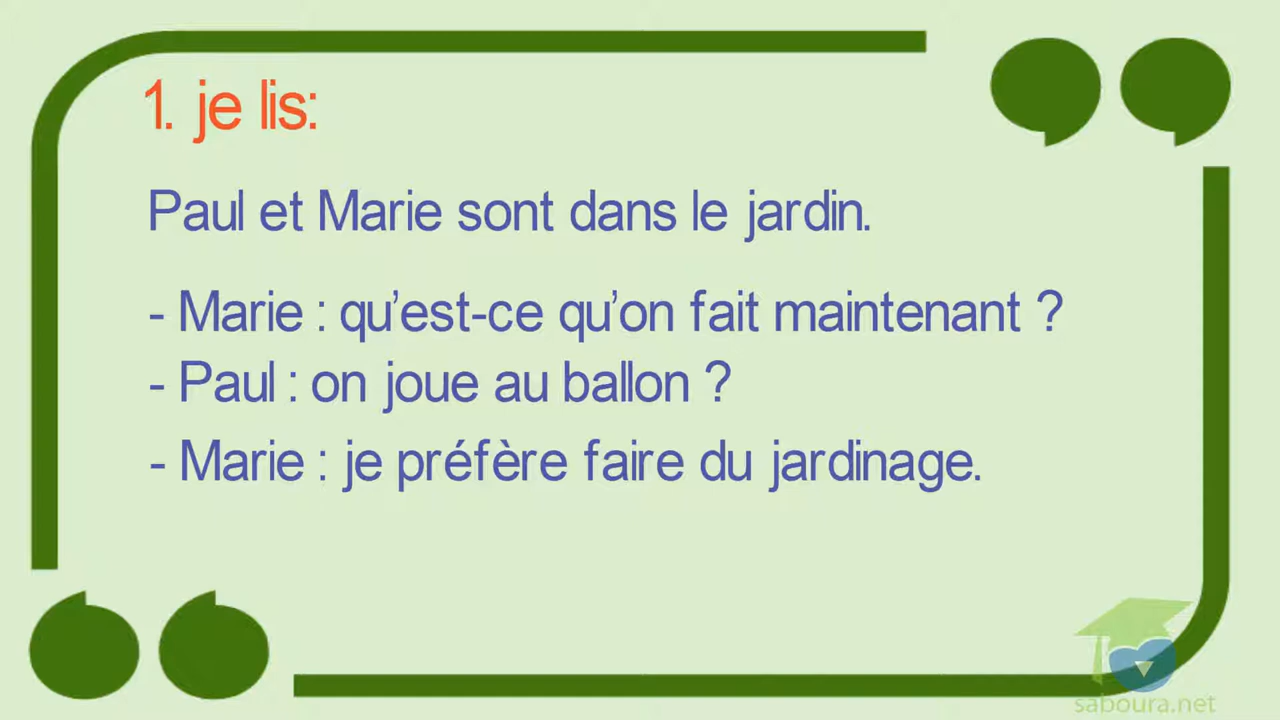 1. je lis:
Paul et Marie sont dans le jardin.
- Marie : qu’est-ce qu’on fait maintenant ?
- Paul : on joue au ballon ?
- Marie : je préfère faire du jardinage.
saboura.net